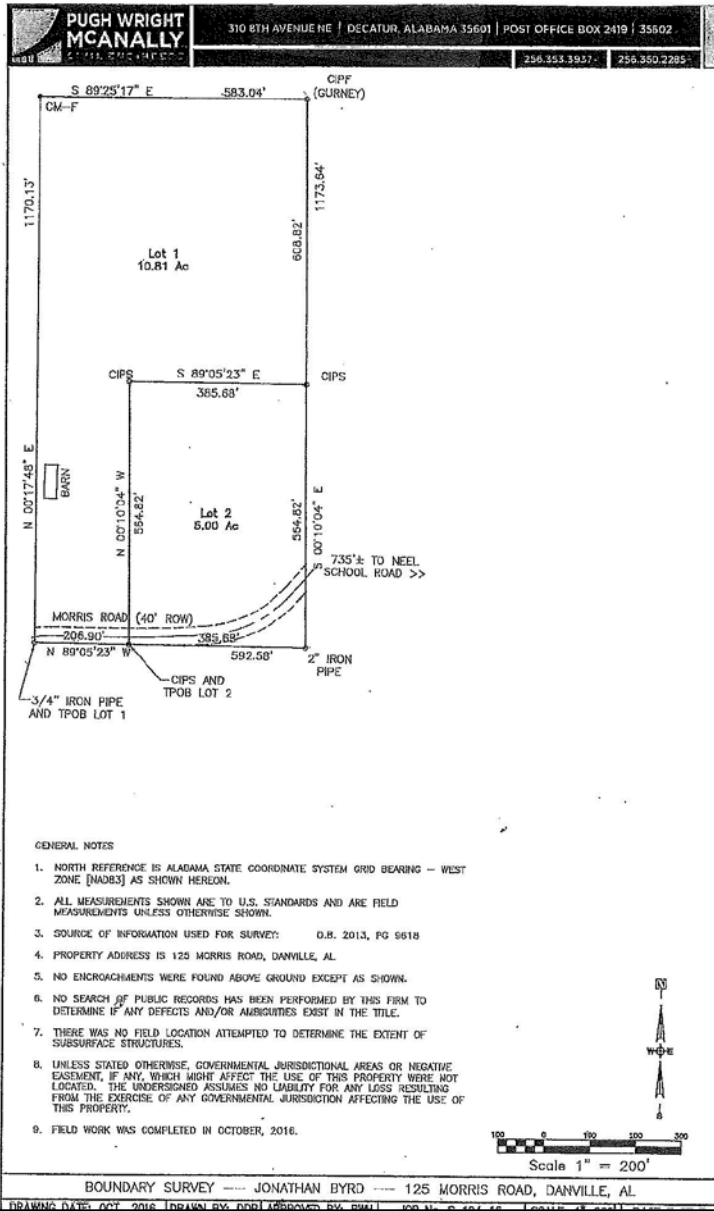 PUGH WRIGHT
MCANALLY
CIVIL ENGINEERS
310 8TH AVENUE NE | DECATUR, ALABAMA 35601 | POST OFFICE BOX 2419 | 35602
256.353.3937 256.350.2285
S 89°25'17" E 583.04'
CIPF
(GURNEY)
CM-F
1170.13'
1173.64'
608.82'
Lot 1
10.81 Ac
CIPS
S 89°05'23" E
385.68'
CIPS
N 00°17'48" E
BARN
N 00°10'04" W
564.82'
Lot 2
5.00 Ac
564.82'
S 00°10'04" E
735'± TO NEEL
SCHOOL ROAD >>
MORRIS ROAD (40' ROW)
206.90' 385.68'
N 89°05'23" W 592.58'
2" IRON
PIPE
CIPS AND
TPOB LOT 2
3/4" IRON PIPE
AND TPOB LOT 1
GENERAL NOTES
1. NORTH REFERENCE IS ALABAMA STATE COORDINATE SYSTEM GRID BEARING – WEST
ZONE [NAD83] AS SHOWN HEREON.
2. ALL MEASUREMENTS SHOWN ARE TO U.S. STANDARDS AND ARE FIELD
MEASUREMENTS UNLESS OTHERWISE SHOWN.
3. SOURCE OF INFORMATION USED FOR SURVEY: D.B. 2013, PG 9618
4. PROPERTY ADDRESS IS 125 MORRIS ROAD, DANVILLE, AL
5. NO ENCROACHMENTS WERE FOUND ABOVE GROUND EXCEPT AS SHOWN.
6. NO SEARCH OF PUBLIC RECORDS HAS BEEN PERFORMED BY THIS FIRM TO
DETERMINE IF ANY DEFECTS AND/OR AMBIGUITIES EXIST IN THE TITLE.
7. THERE WAS NO FIELD LOCATION ATTEMPTED TO DETERMINE THE EXTENT OF
SUBSURFACE STRUCTURES.
8. UNLESS STATED OTHERWISE, GOVERNMENTAL JURISDICTIONAL AREAS OR NEGATIVE
EASEMENT, IF ANY, WHICH MIGHT AFFECT THE USE OF THIS PROPERTY WERE NOT
LOCATED. THE UNDERSIGNED ASSUMES NO LIABILITY FOR ANY LOSS RESULTING
FROM THE EXERCISE OF ANY GOVERNMENTAL JURISDICTION AFFECTING THE USE OF
THIS PROPERTY.
9. FIELD WORK WAS COMPLETED IN OCTOBER, 2016.
N
W E
S
100 0 100 200 300
Scale 1" = 200'
BOUNDARY SURVEY ---- JONATHAN BYRD ---- 125 MORRIS ROAD, DANVILLE, AL
DRAWING DATE: OCT. 2016 DRAWN BY: DDR APPROVED BY: